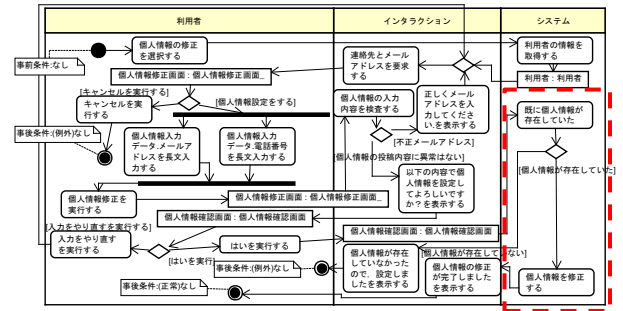 利用者
インタラクション
システム
個人情報の修正
を選択する
事前条件:なし
連絡先とメール
アドレスを要求
する
利用者の情報を
取得する
利用者：利用者
個人情報修正画面：個人情報修正画面_
[キャンセルを実行する]
キャンセルを実
行する
[個人情報設定をする]
個人情報の入力
内容を検査する
正しくメール
アドレスを入
力してくださ
い.を表示する
既に個人情報が
存在していた
事後条件:(例外)なし
個人情報入力
データ.メールア
ドレスを長文入
力する
個人情報入力
データ.電話番号
を長文入力する
[不正メールアドレス]
[個人情報の投稿内容に異常はない]
[個人情報が存在していた]
以下の内容で個
人情報を設定し
てよろしいです
か？を表示する
個人情報修正を
実行する
個人情報修正画面：個人情報修正画面_
個人情報確認画面：個人情報確認画面
[入力をやり直すを実行する]
入力をやり直す
を実行する
はいを実行する
個人情報確認画面：個人情報確認画面
[はいを実行
事後条件:(例外)なし
個人情報が存在
していなかった
ので，設定しま
したを表示する
[個人情報が存在していない]
個人情報の修正
が完了しました
を表示する
個人情報を修正
する
事後条件:(正常)なし